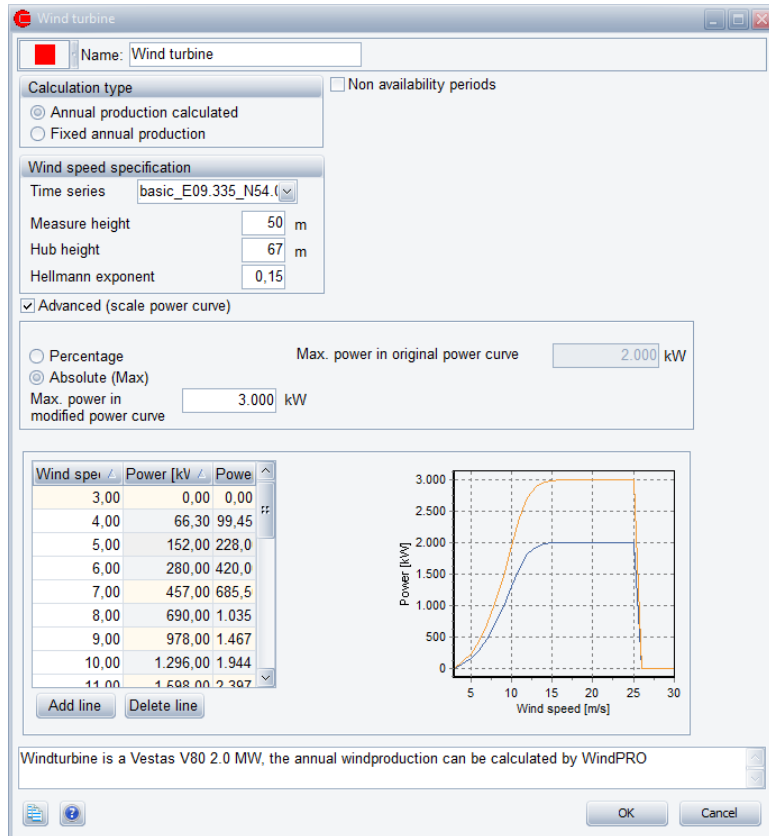 Wind turbine
Name: Wind turbine
Calculation type
Non availability periods
Annual production calculated
Fixed annual production
Wind speed specification
Time series basic_E09.335_N54.0
Measure height 50 m
Hub height 67 m
Hellmann exponent 0,15
Advanced (scale power curve)
Percentage
Max. power in original power curve 2.000 kW
Absolute (Max)
Max. power in
modified power curve
3.000 kW
Wind spe Power [kV Powe
3,00 0,00 0,00
4,00 66,30 99,45
5,00 152,00 228,0
6,00 280,00 420,0
7,00 457,00 685,5
8,00 690,00 1.035
9,00 978,00 1.467
10,00 1.296,00 1.944
11,00 1.598,00 2.397
Add line Delete line
Power [kW]
3.000
2.500
2.000
1.500
1.000
500
0
5 10 15 20 25 30
Wind speed [m/s]
Windturbine is a Vestas V80 2.0 MW, the annual windproduction can be calculated by WindPRO
OK Cancel